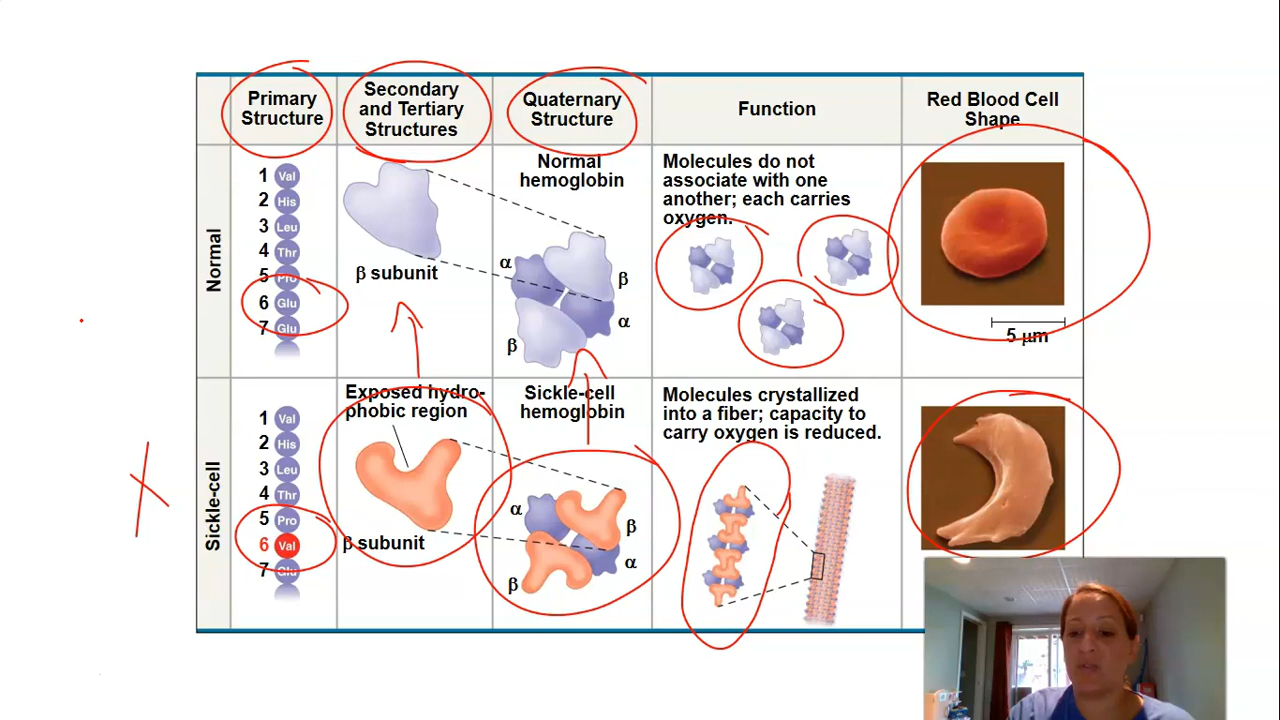 Primary
Structure
Secondary
and Tertiary
Structures
Quaternary
Structure
Function
Red Blood Cell
Shape
Normal
1 Val
2 His
3 Leu
4 Thr
5 Pro
6 Glu
7 Glu
β subunit
Normal
hemoglobin
α
β
α
β
Molecules do not
associate with one
another; each carries
oxygen.
5 μm
Sickle-cell
1 Val
2 His
3 Leu
4 Thr
5 Pro
6 Val
7 Glu
Exposed hydro-
phobic region
β subunit
Sickle-cell
hemoglobin
α
β
α
β
Molecules crystallized
into a fiber; capacity to
carry oxygen is reduced.